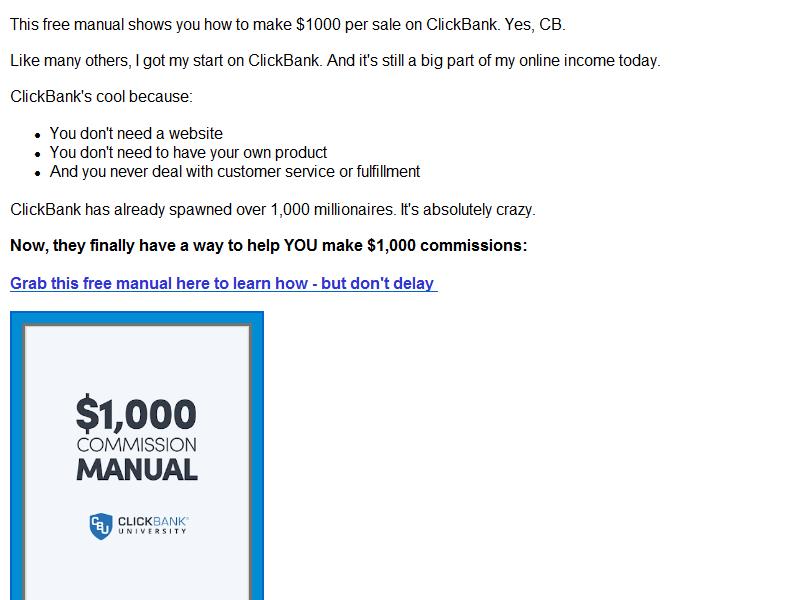 This free manual shows you how to make $1000 per sale on ClickBank. Yes, CB.
Like many others, I got my start on ClickBank. And it's still a big part of my online income today.
ClickBank's cool because:
You don't need a website
You don't need to have your own product
And you never deal with customer service or fulfillment
ClickBank has already spawned over 1,000 millionaires. It's absolutely crazy.
Now, they finally have a way to help YOU make $1,000 commissions:
Grab this free manual here to learn how - but don't delay
$1,000
COMMISSION
MANUAL
CBU CLICKBANK®
UNIVERSITY